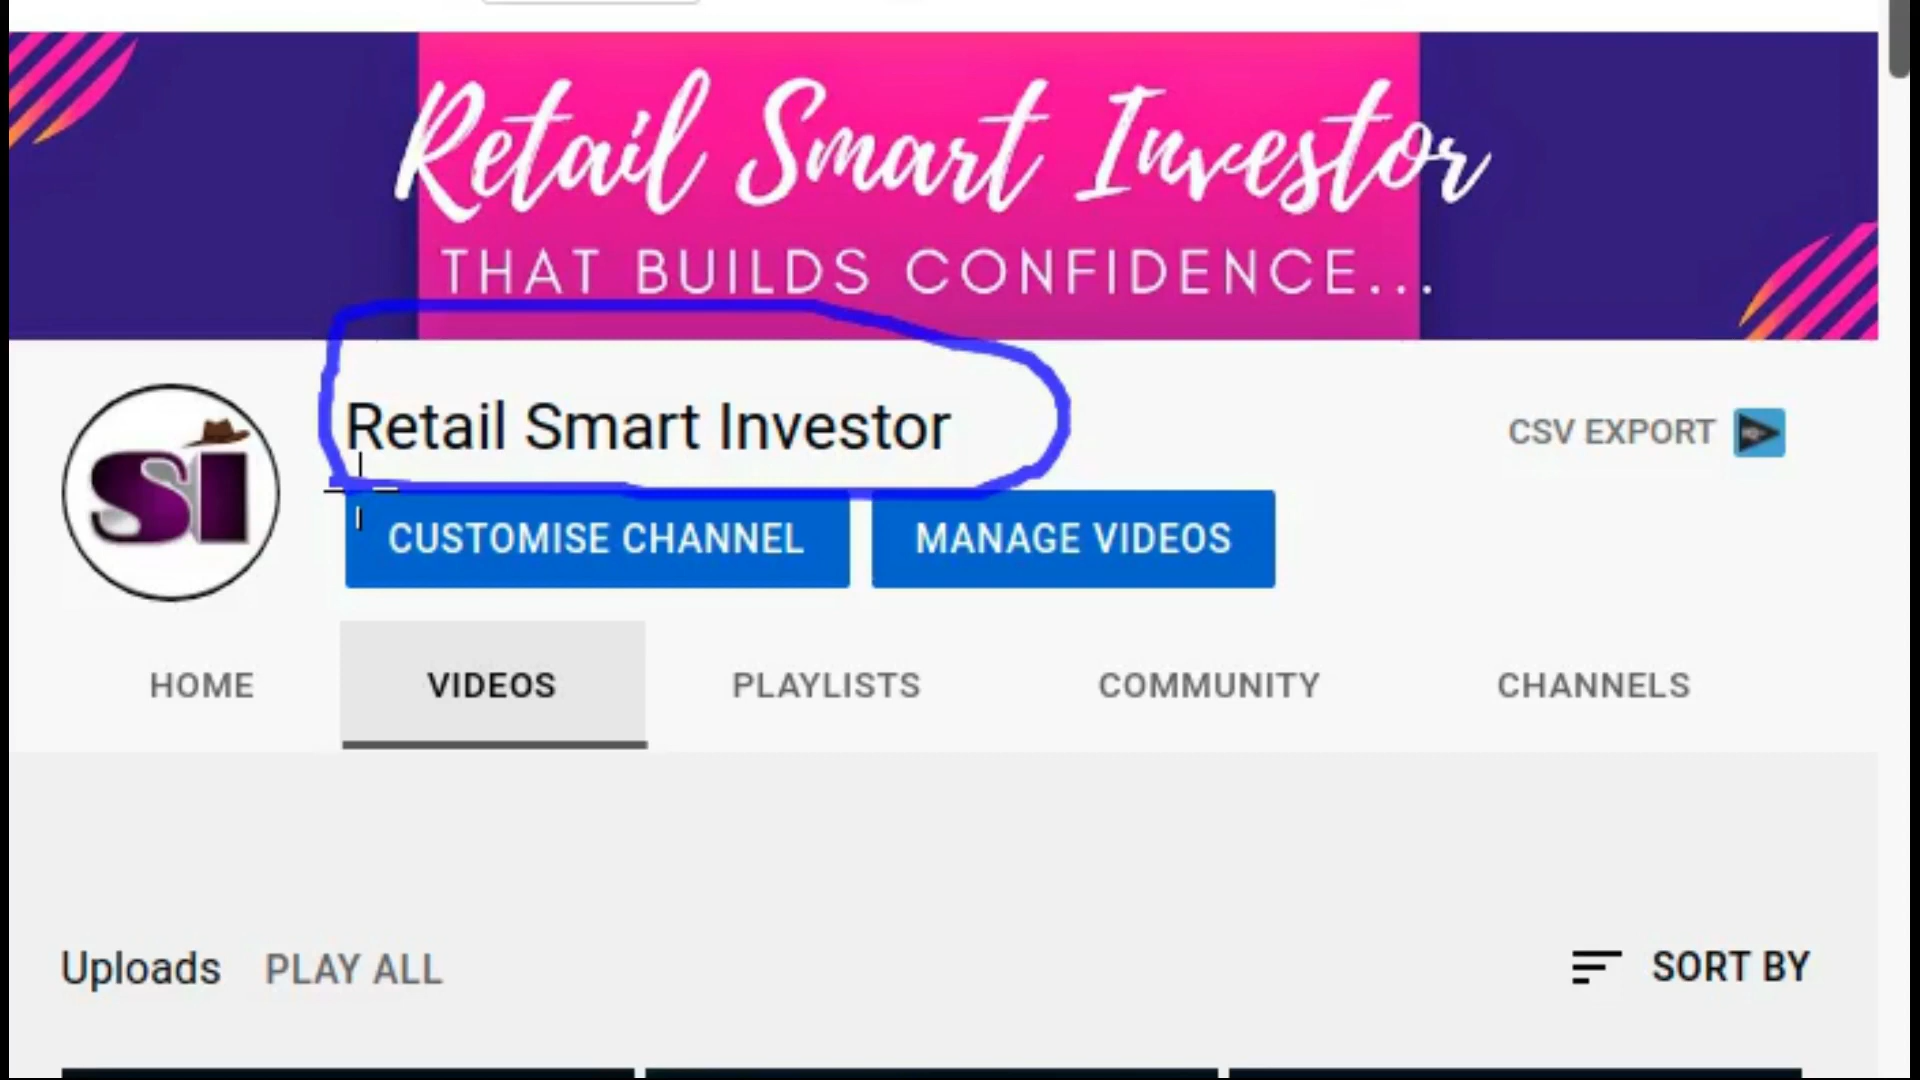 Retail Smart Investor
THAT BUILDS CONFIDENCE...
SI
Retail Smart Investor
CSV EXPORT
CUSTOMISE CHANNEL
MANAGE VIDEOS
HOME
VIDEOS
PLAYLISTS
COMMUNITY
CHANNELS
Uploads
PLAY ALL
SORT BY